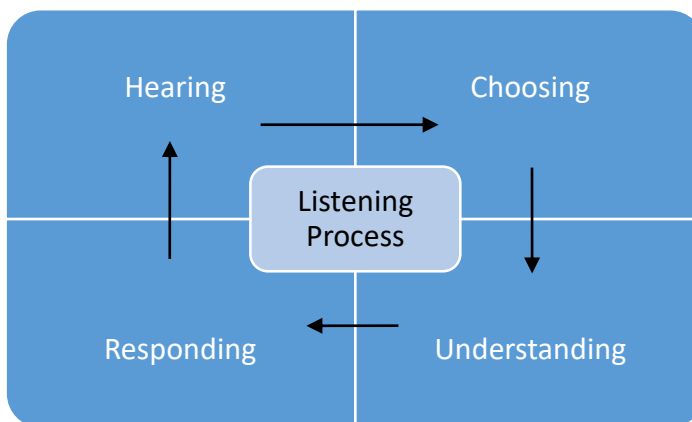 Hearing
Choosing
Listening
Process
Responding
Understanding